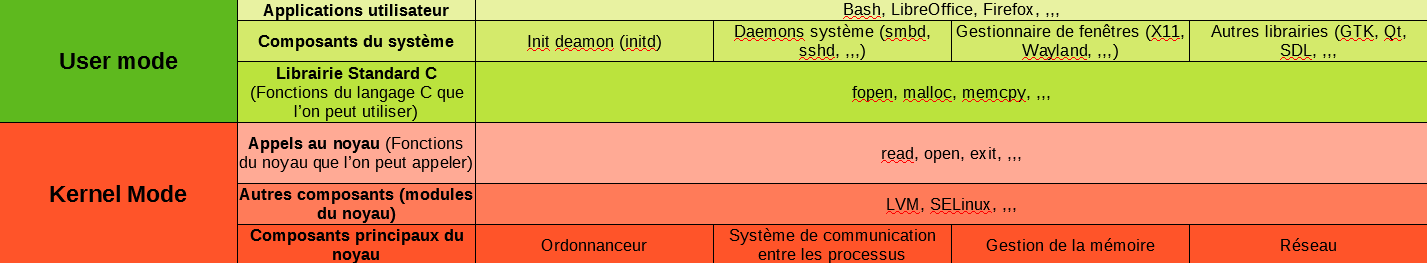 User mode
Applications utilisateur
Bash, LibreOffice, Firefox, ,,,
Composants du système
Init deamon (initd)
Daemons système (smbd,
sshd, ,,,)
Gestionnaire de fenêtres (X11,
Wayland, ,,,)
Autres librairies (GTK, Qt,
SDL, ,,,
Librairie Standard C
(Fonctions du langage C que
l’on peut utiliser)
fopen, malloc, memcpy, ,,,
Kernel Mode
Appels au noyau (Fonctions
du noyau que l’on peut appeler)
read, open, exit, ,,,
Autres composants (modules
du noyau)
LVM, SELinux, ,,,
Composants principaux du
noyau
Ordonnanceur
Système de communication
entre les processus
Gestion de la mémoire
Réseau